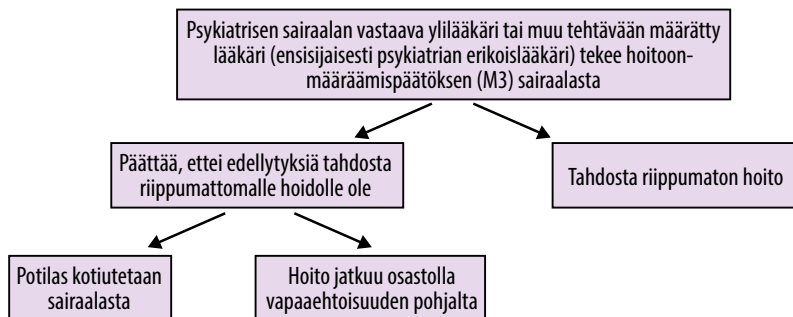 Psykiatrisen sairaalan vastaava ylilääkäri tai muu tehtävään määrätty
lääkäri (ensisijaisesti psykiatrian erikoislääkäri) tekee hoitoon-
määräämispäätöksen (M3) sairaalasta
Päättää, ettei edellytyksiä tahdosta
riippumattomalle hoidolle ole
Tahdosta riippumaton hoito
Potilas kotiutetaan
sairaalasta
Hoito jatkuu osastolla
vapaaehtoisuuden pohjalta